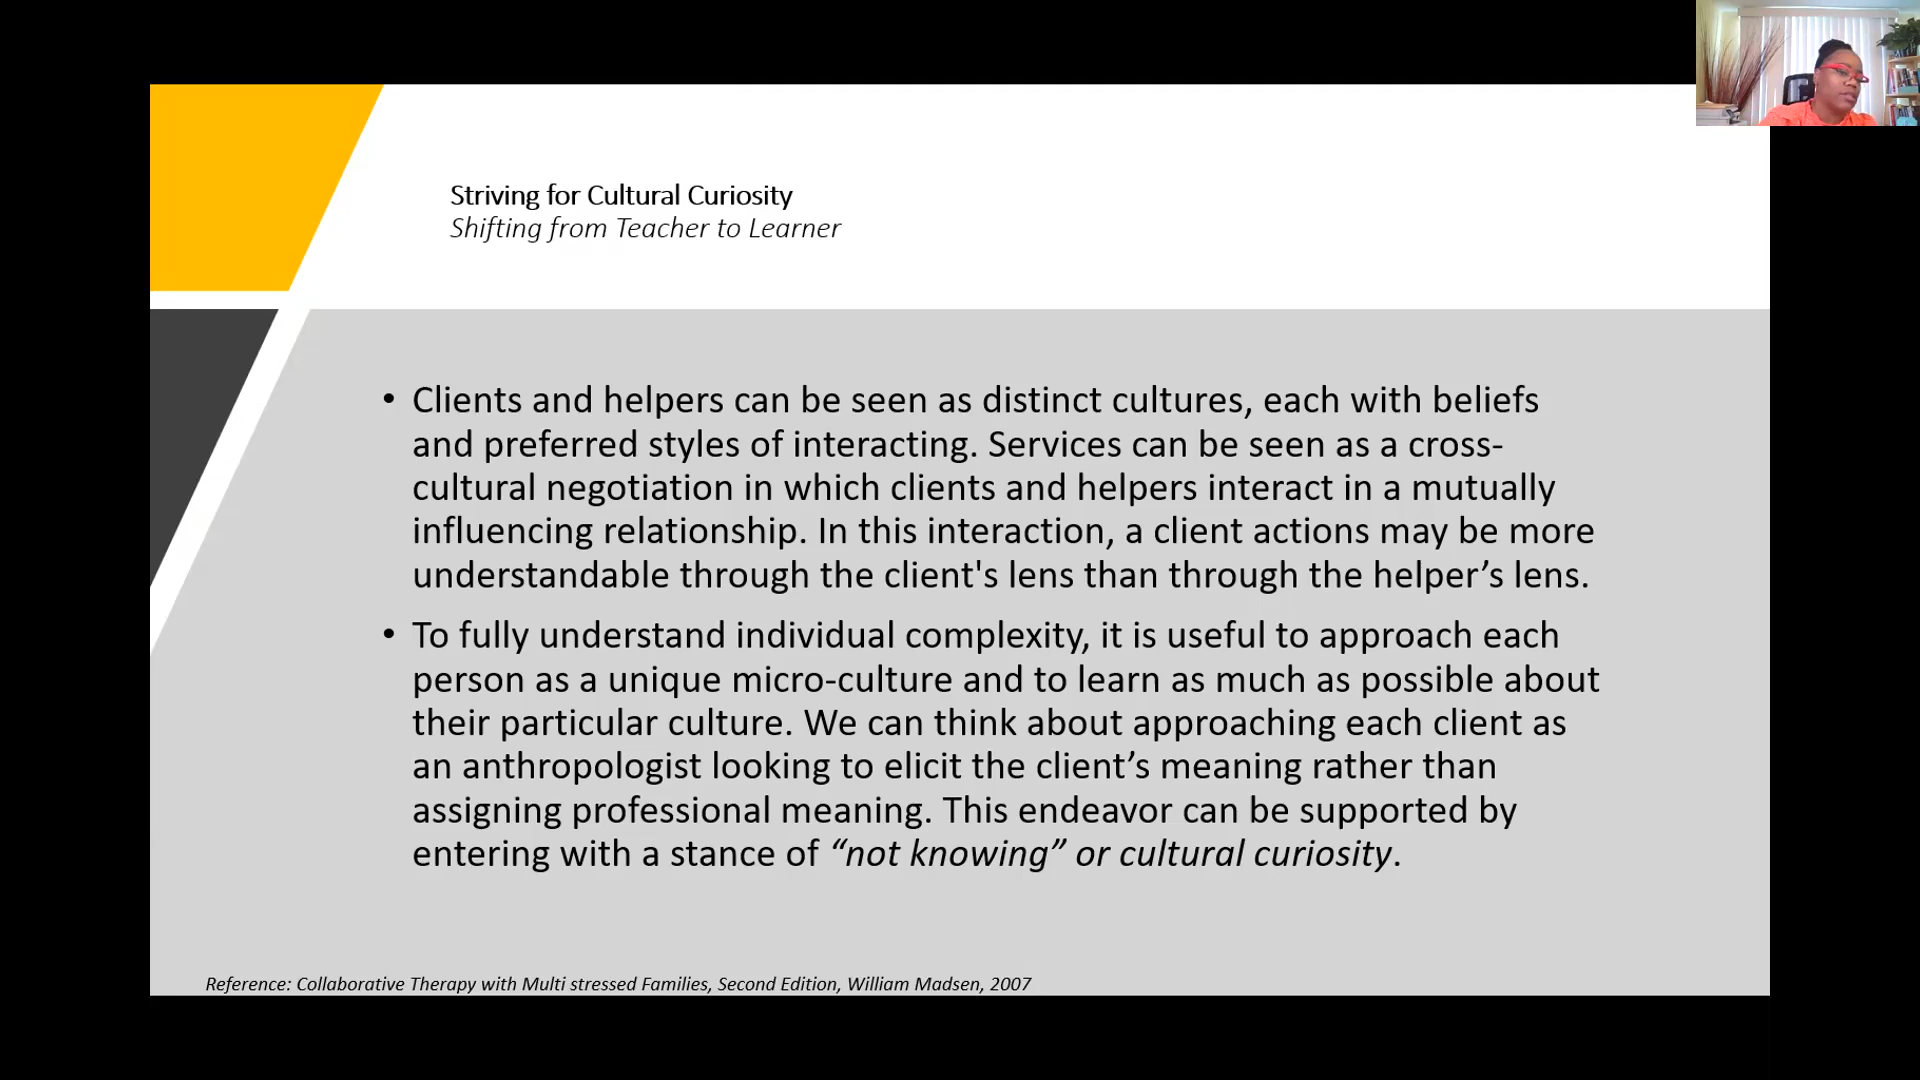 Striving for Cultural Curiosity
Shifting from Teacher to Learner
• Clients and helpers can be seen as distinct cultures, each with beliefs
and preferred styles of interacting. Services can be seen as a cross-
cultural negotiation in which clients and helpers interact in a mutually
influencing relationship. In this interaction, a client actions may be more
understandable through the client's lens than through the helper’s lens.
• To fully understand individual complexity, it is useful to approach each
person as a unique micro-culture and to learn as much as possible about
their particular culture. We can think about approaching each client as
an anthropologist looking to elicit the client’s meaning rather than
assigning professional meaning. This endeavor can be supported by
entering with a stance of “not knowing” or cultural curiosity.
Reference: Collaborative Therapy with Multi stressed Families, Second Edition, William Madsen, 2007